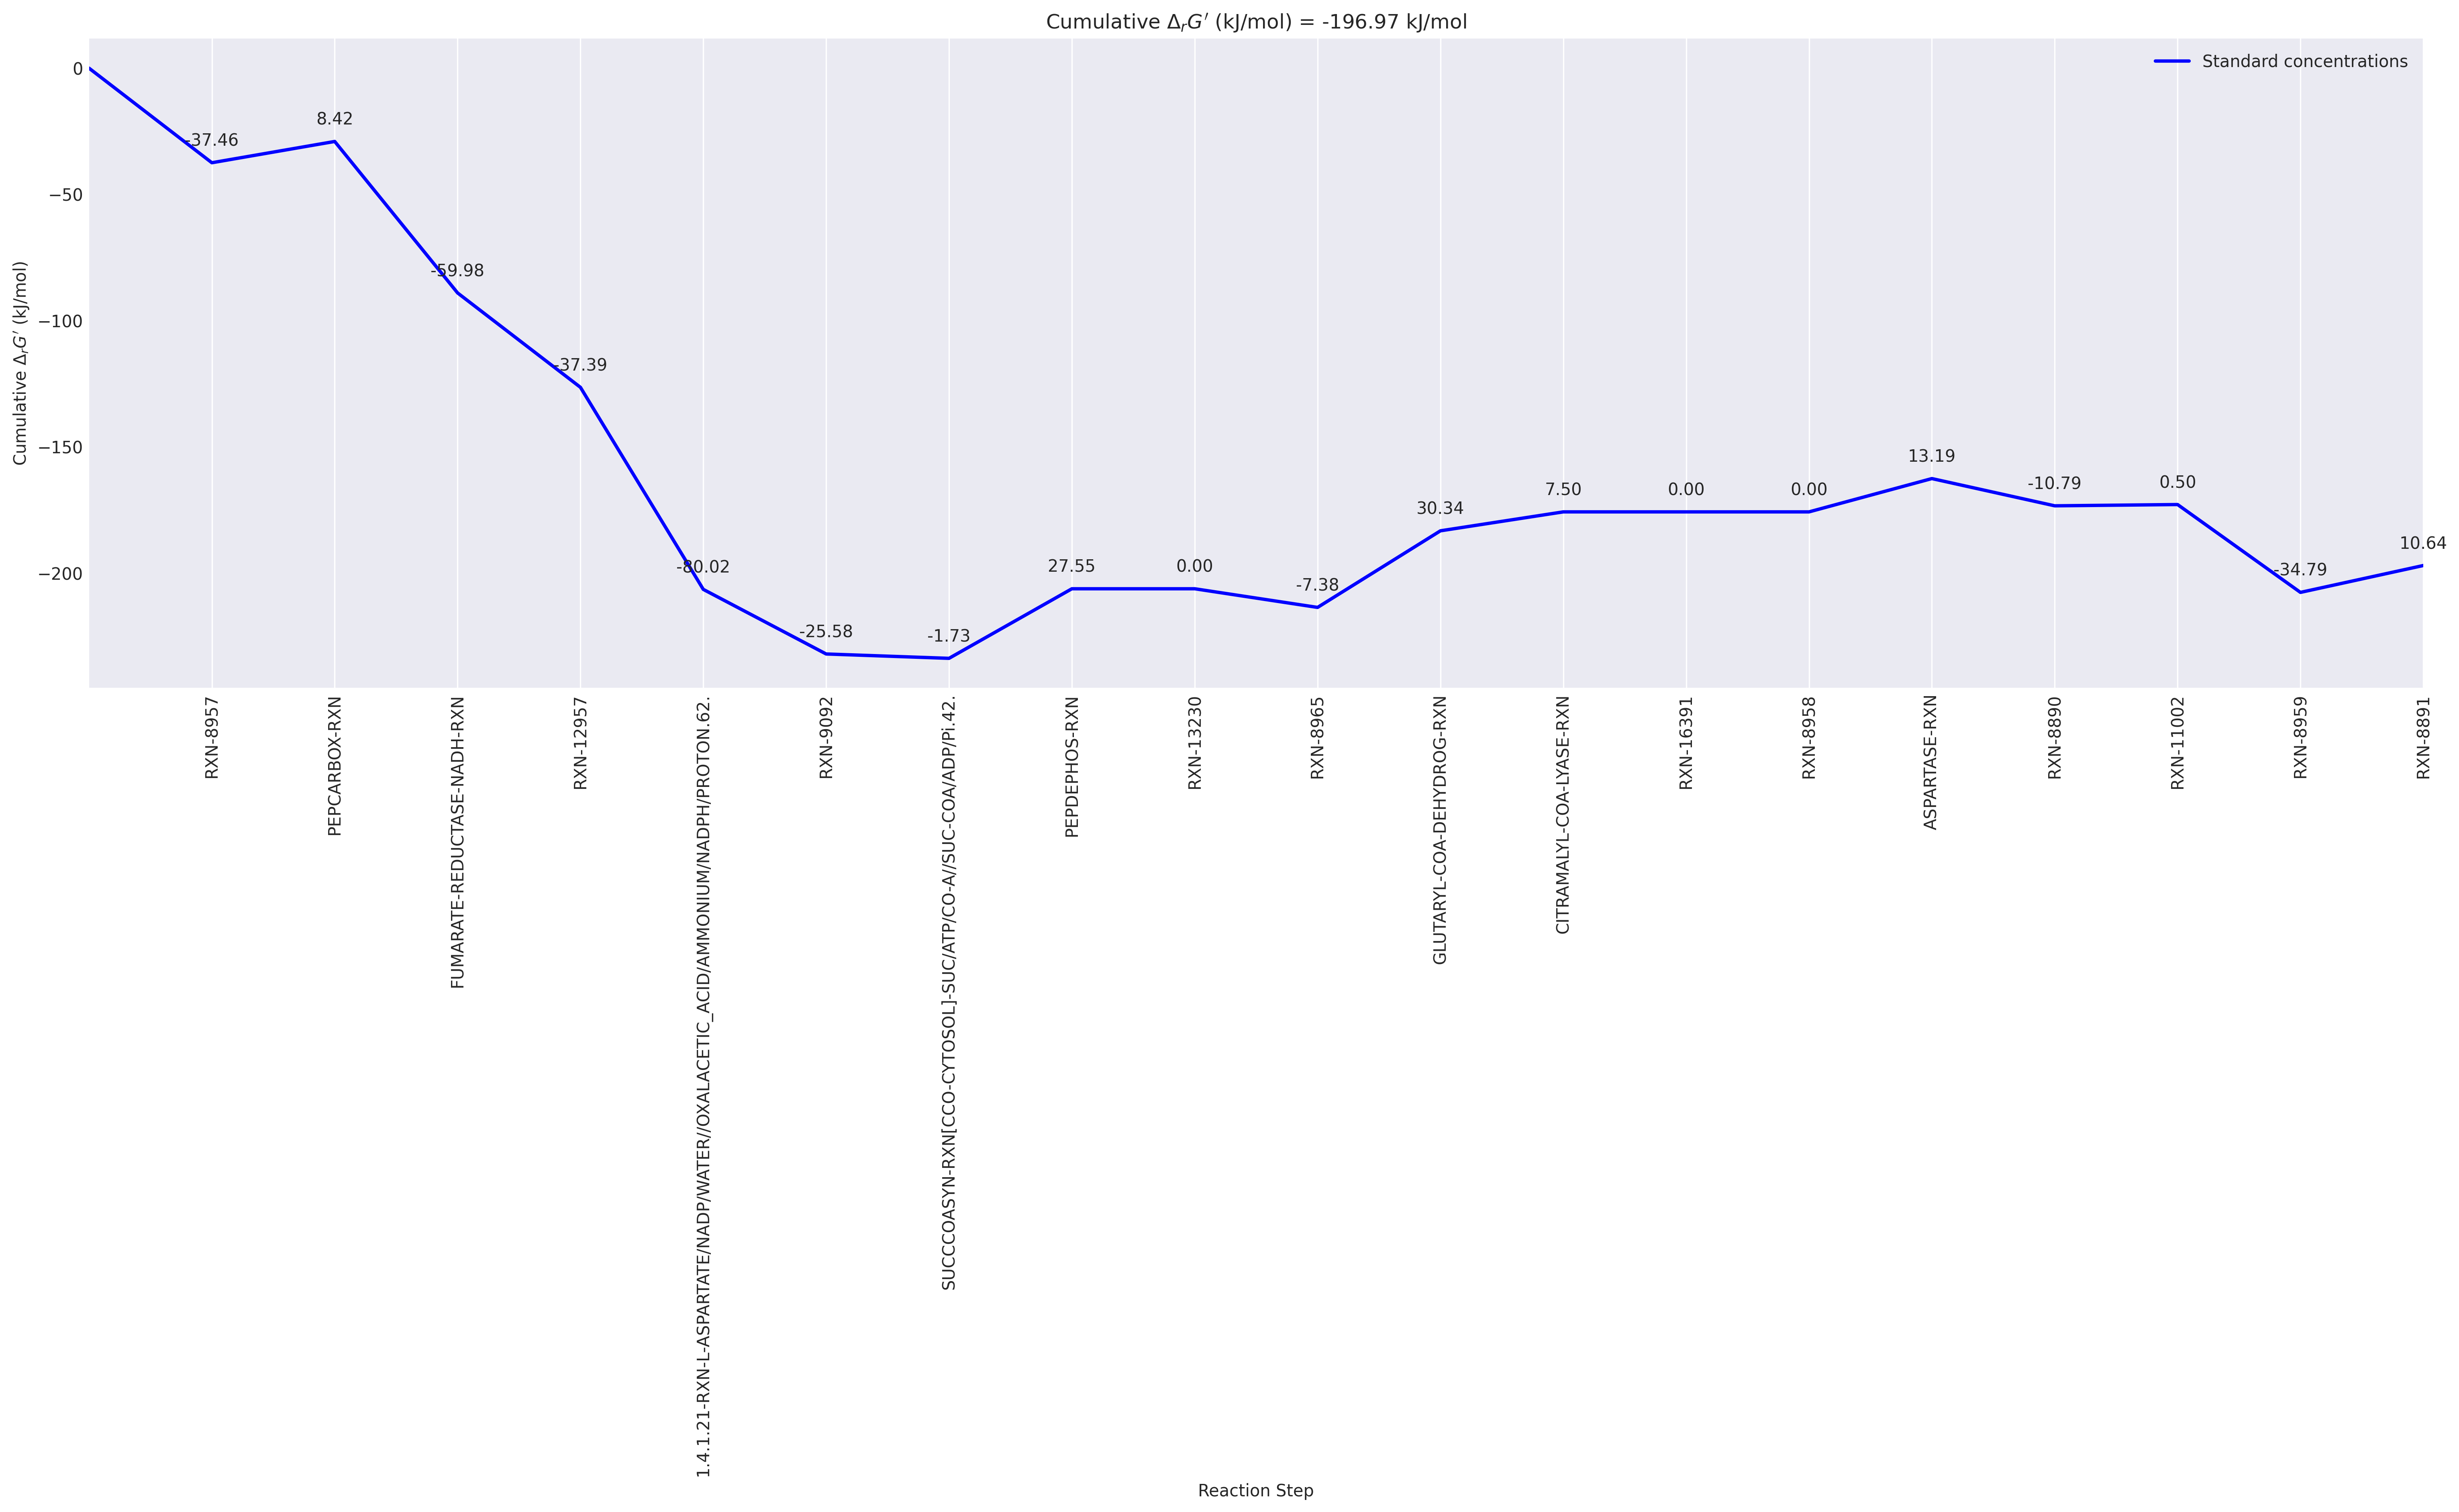 Cumulative ΔrG′ (kJ/mol) = -196.97 kJ/mol
Standard concentrations
Cumulative ΔrG′ (kJ/mol)
0
−50
−100
−150
−200
-37.46
8.42
-59.98
-37.39
-80.02
-25.58
-1.73
27.55
0.00
-7.38
30.34
7.50
0.00
0.00
13.19
-10.79
0.50
-34.79
10.64
RXN-8957
PEPCARBOX-RXN
FUMARATE-REDUCTASE-NADH-RXN
RXN-12957
1.4.1.21-RXN-L-ASPARTATE/NADP/WATER//OXALACETIC_ACID/AMMONIUM/NADPH/PROTON.62.
RXN-9092
SUCCCOASYN-RXN[CCO-CYTOSOL]-SUC/ATP/CO-A//SUC-COA/ADP/Pi.42.
PEPDEPHOS-RXN
RXN-13230
RXN-8965
GLUTARYL-COA-DEHYDROG-RXN
CITRAMALYL-COA-LYASE-RXN
RXN-16391
RXN-8958
ASPARTASE-RXN
RXN-8890
RXN-11002
RXN-8959
RXN-8891
Reaction Step